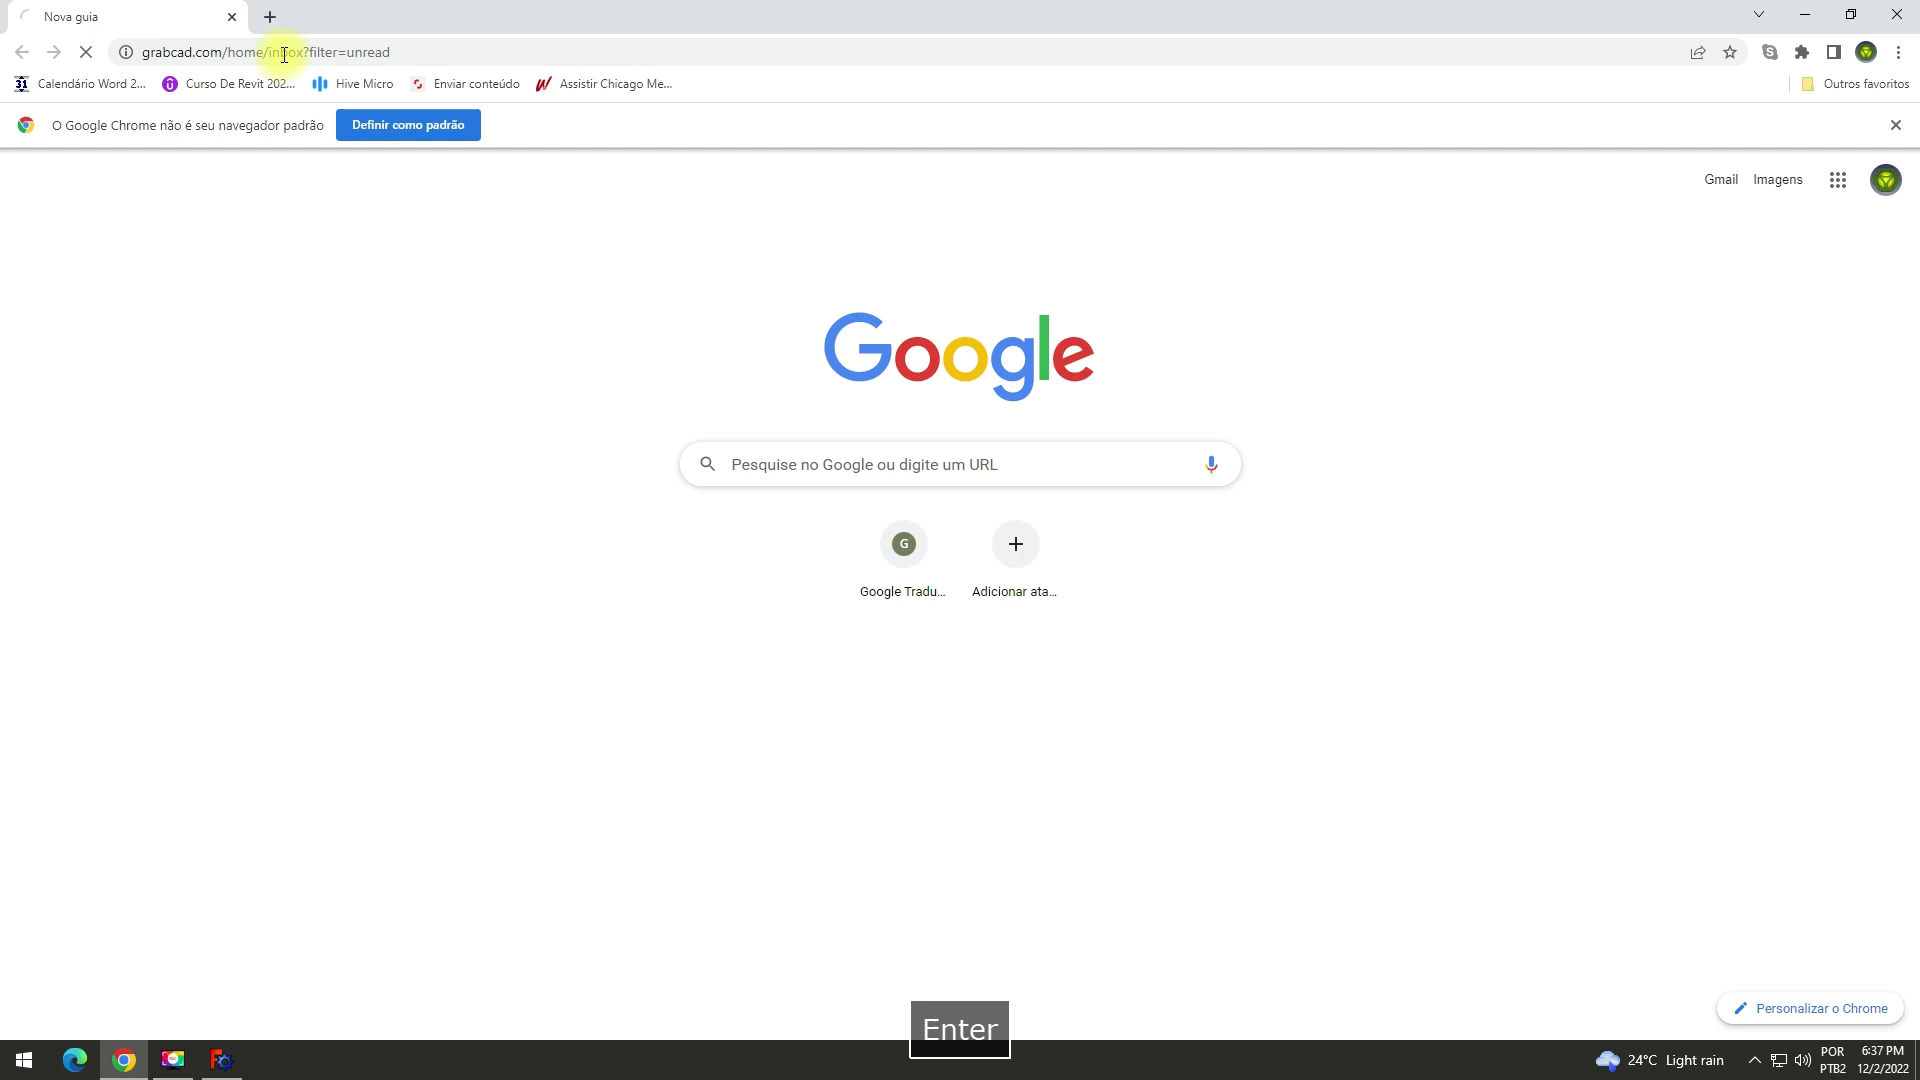 Nova guia
grabcad.com/home/inbox?filter=unread
31 Calendário Word 2... Curso De Revit 202... Hive Micro Enviar conteúdo Assistir Chicago Me... Outros favoritos
O Google Chrome não é seu navegador padrão Definir como padrão
Gmail Imagens
Google
Pesquise no Google ou digite um URL
G
Google Tradu... Adicionar ata...
Personalizar o Chrome
Enter
24°C Light rain
POR
PTB2
6:37 PM
12/2/2022